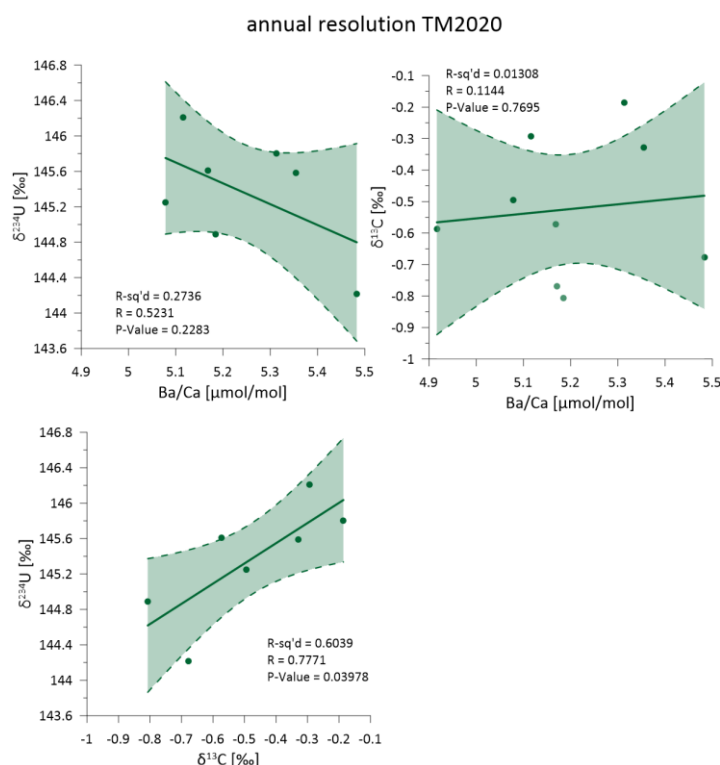 annual resolution TM2020
146.8
146.4
146
145.6
145.2
144.8
144.4
144
143.6
δ²³⁴U [‰]
R-sq'd = 0.2736
R = 0.5231
P-Value = 0.2283
4.9 5 5.1 5.2 5.3 5.4 5.5
Ba/Ca [µmol/mol]
R-sq'd = 0.01308
R = 0.1144
P-Value = 0.7695
-0.1
-0.2
-0.3
-0.4
-0.5
-0.6
-0.7
-0.8
-0.9
-1
δ¹³C [‰]
4.9 5 5.1 5.2 5.3 5.4 5.5
Ba/Ca [µmol/mol]
146.8
146.4
146
145.6
145.2
144.8
144.4
144
143.6
δ²³⁴U [‰]
R-sq'd = 0.6039
R = 0.7771
P-Value = 0.03978
-1 -0.9 -0.8 -0.7 -0.6 -0.5 -0.4 -0.3 -0.2 -0.1
δ¹³C [‰]